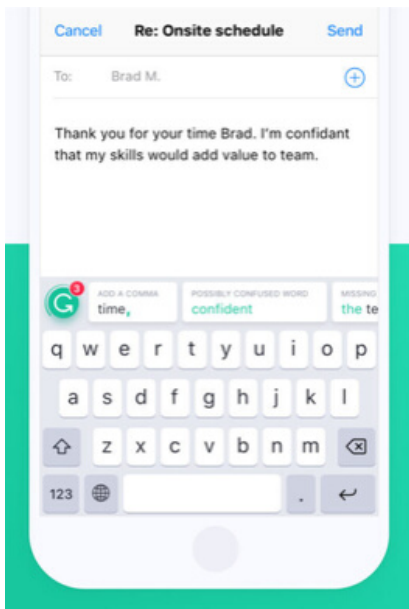 Cancel Re: Onsite schedule Send
To: Brad M.
Thank you for your time Brad. I'm confidant
that my skills would add value to team.
3
ADD A COMMA POSSIBLY CONFUSED WORD MISSING
time, confident the te
q w e r t y u i o p
a s d f g h j k l
z x c v b n m
123 .